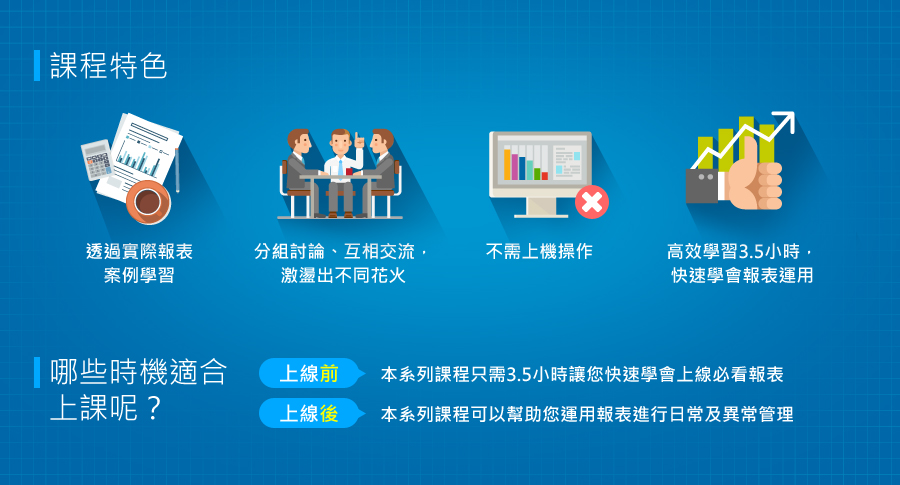 課程特色
透過實際報表
案例學習
分組討論、互相交流，
激盪出不同花火
不需上機操作
高效學習3.5小時，
快速學會報表運用
哪些時機適合
上課呢？
上線前
本系列課程只需3.5小時讓您快速學會上線必看報表
上線後
本系列課程可以幫助您運用報表進行日常及異常管理